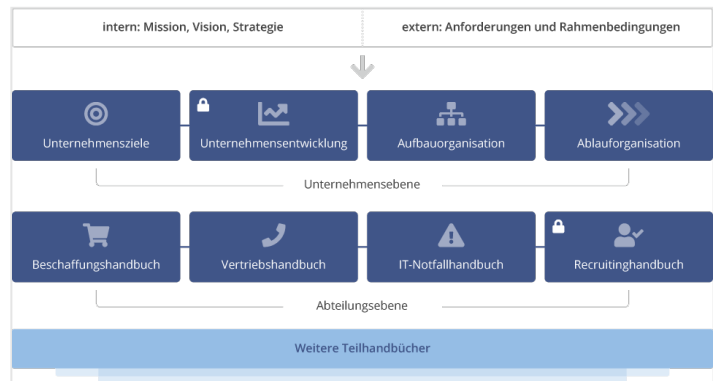 intern: Mission, Vision, Strategie
extern: Anforderungen und Rahmenbedingungen
Unternehmensziele
Unternehmensentwicklung
Aufbauorganisation
Ablauforganisation
Unternehmensebene
Beschaffungshandbuch
Vertriebshandbuch
IT-Notfallhandbuch
Recruitinghandbuch
Abteilungsebene
Weitere Teilhandbücher